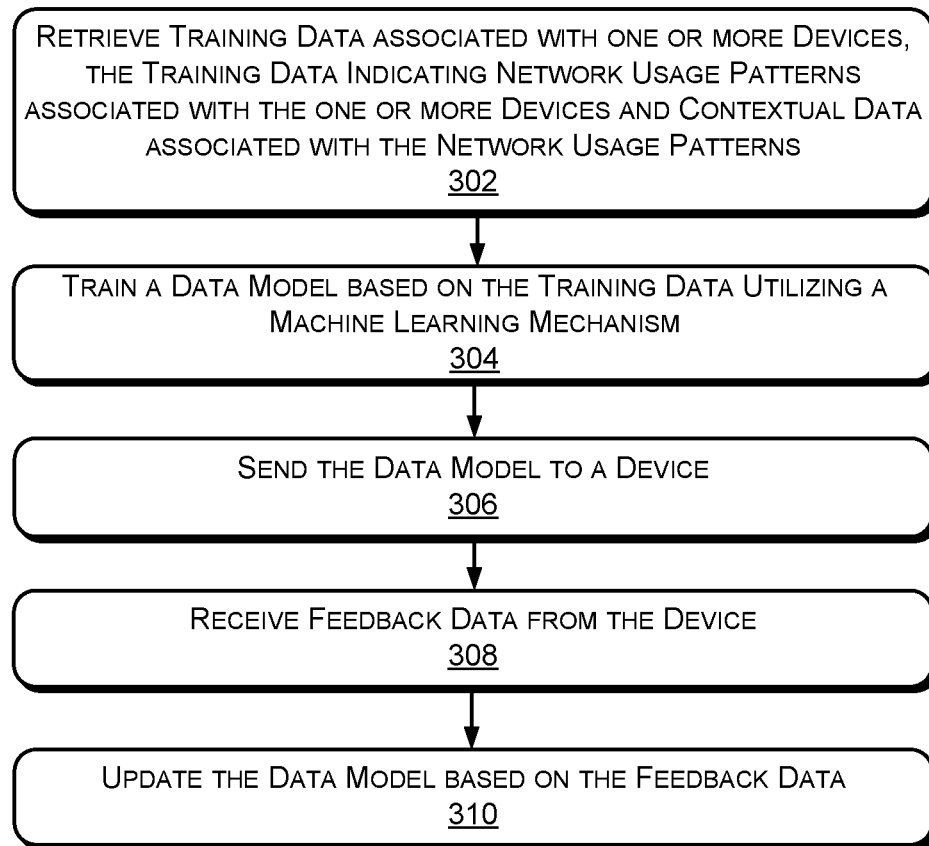 RETRIEVE TRAINING DATA ASSOCIATED WITH ONE OR MORE DEVICES,
THE TRAINING DATA INDICATING NETWORK USAGE PATTERNS
ASSOCIATED WITH THE ONE OR MORE DEVICES AND CONTEXTUAL DATA
ASSOCIATED WITH THE NETWORK USAGE PATTERNS
302
TRAIN A DATA MODEL BASED ON THE TRAINING DATA UTILIZING A
MACHINE LEARNING MECHANISM
304
SEND THE DATA MODEL TO A DEVICE
306
RECEIVE FEEDBACK DATA FROM THE DEVICE
308
UPDATE THE DATA MODEL BASED ON THE FEEDBACK DATA
310